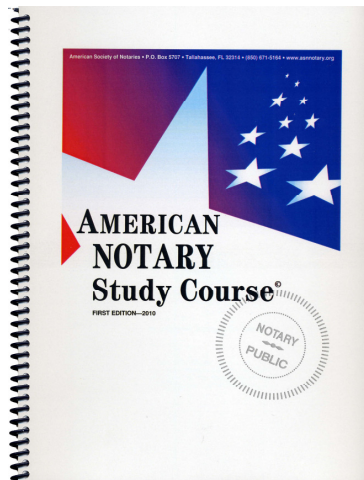 American Society of Notaries • P.O. Box 5707 • Tallahassee, FL 32314 • (850) 671-5164 • www.asnnotary.org
AMERICAN
NOTARY
Study Course©
FIRST EDITION—2010
NOTARY
PUBLIC